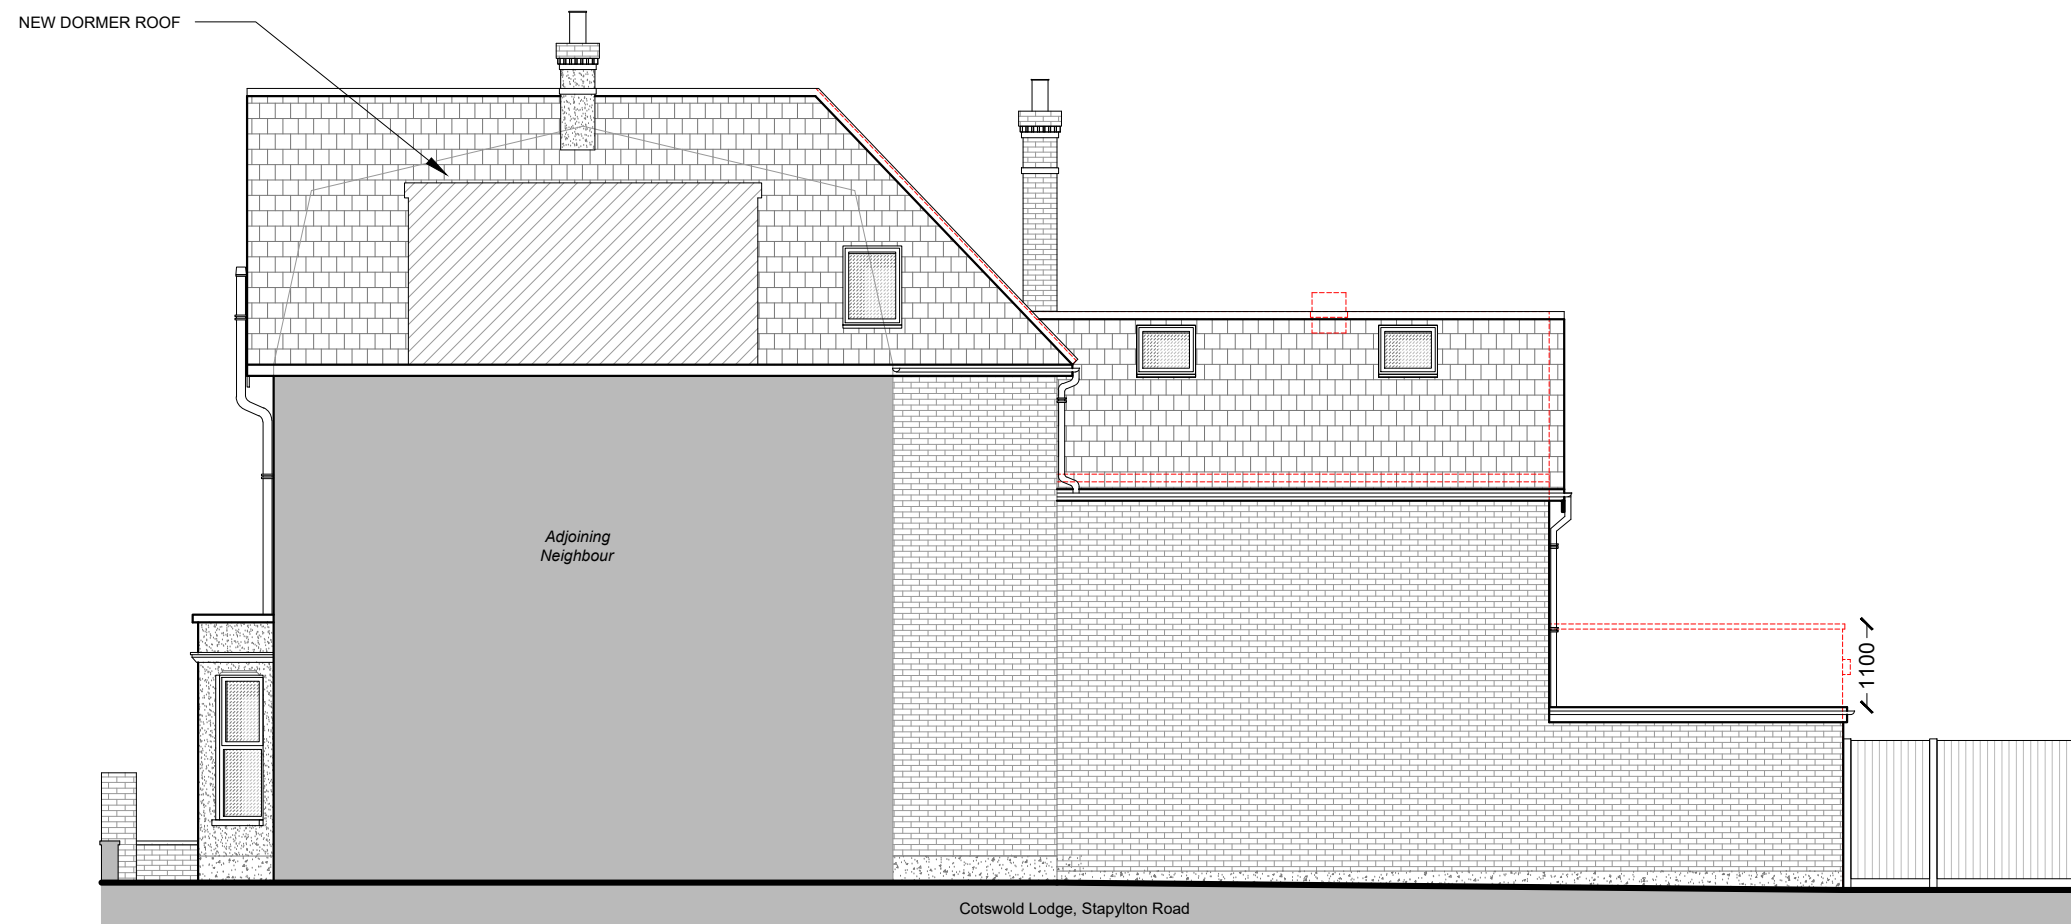 NEW DORMER ROOF
Adjoining
Neighbour
1100
Cotswold Lodge, Stapylton Road